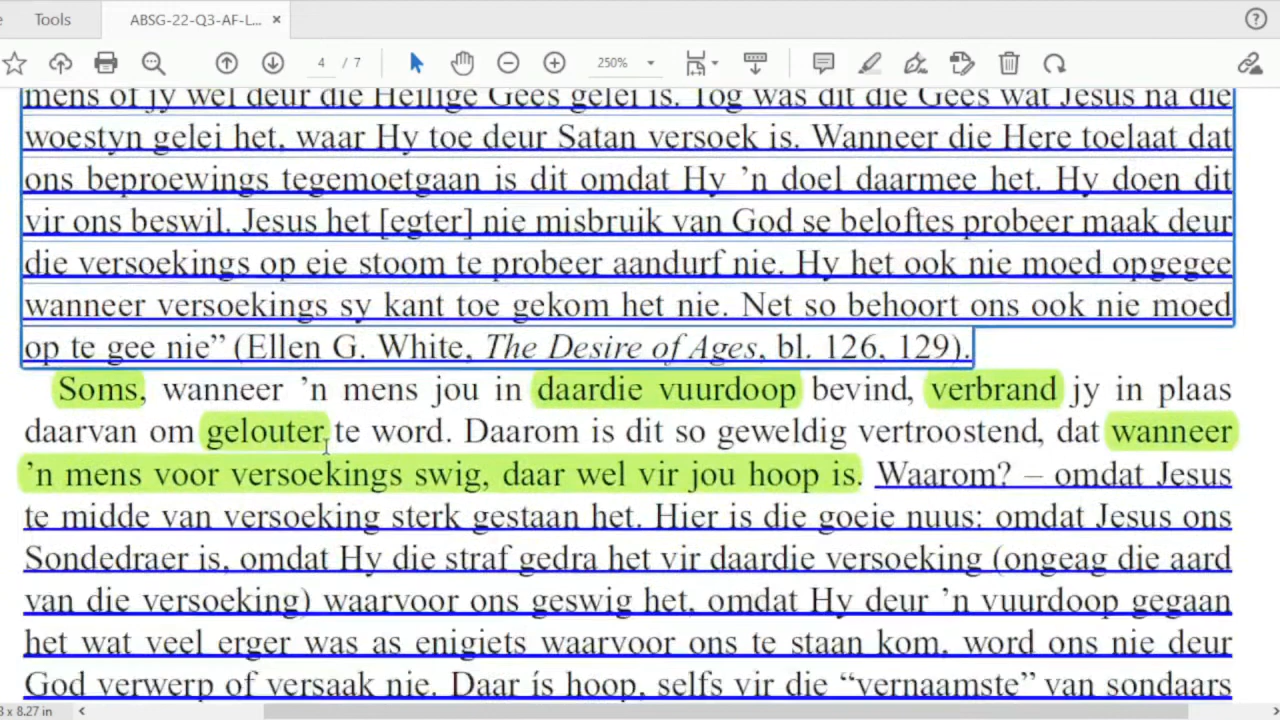 Tools
ABSG-22-Q3-AF-L... ×
4 / 7
250%
mens of jy wel deur die Heilige Gees gelei is. Tog was dit die Gees wat Jesus na die
woestyn gelei het, waar Hy toe deur Satan versoek is. Wanneer die Here toelaat dat
ons beproewings tegemoetgaan is dit omdat Hy ’n doel daarmee het. Hy doen dit
vir ons beswil. Jesus het [egter] nie misbruik van God se beloftes probeer maak deur
die versoekings op eie stoom te probeer aandurf nie. Hy het ook nie moed opgegee
wanneer versoekings sy kant toe gekom het nie. Net so behoort ons ook nie moed
op te gee nie” (Ellen G. White, The Desire of Ages, bl. 126, 129).
Soms, wanneer ’n mens jou in daardie vuurdoop bevind, verbrand jy in plaas
daarvan om gelouter te word. Daarom is dit so geweldig vertroostend, dat wanneer
’n mens voor versoekings swig, daar wel vir jou hoop is. Waarom? – omdat Jesus
te midde van versoeking sterk gestaan het. Hier is die goeie nuus: omdat Jesus ons
Sondedraer is, omdat Hy die straf gedra het vir daardie versoeking (ongeag die aard
van die versoeking) waarvoor ons geswig het, omdat Hy deur ’n vuurdoop gegaan
het wat veel erger was as enigiets waarvoor ons te staan kom, word ons nie deur
God verwerp of versaak nie. Daar ís hoop, selfs vir die “vernaamste” van sondaars
x 8.27 in